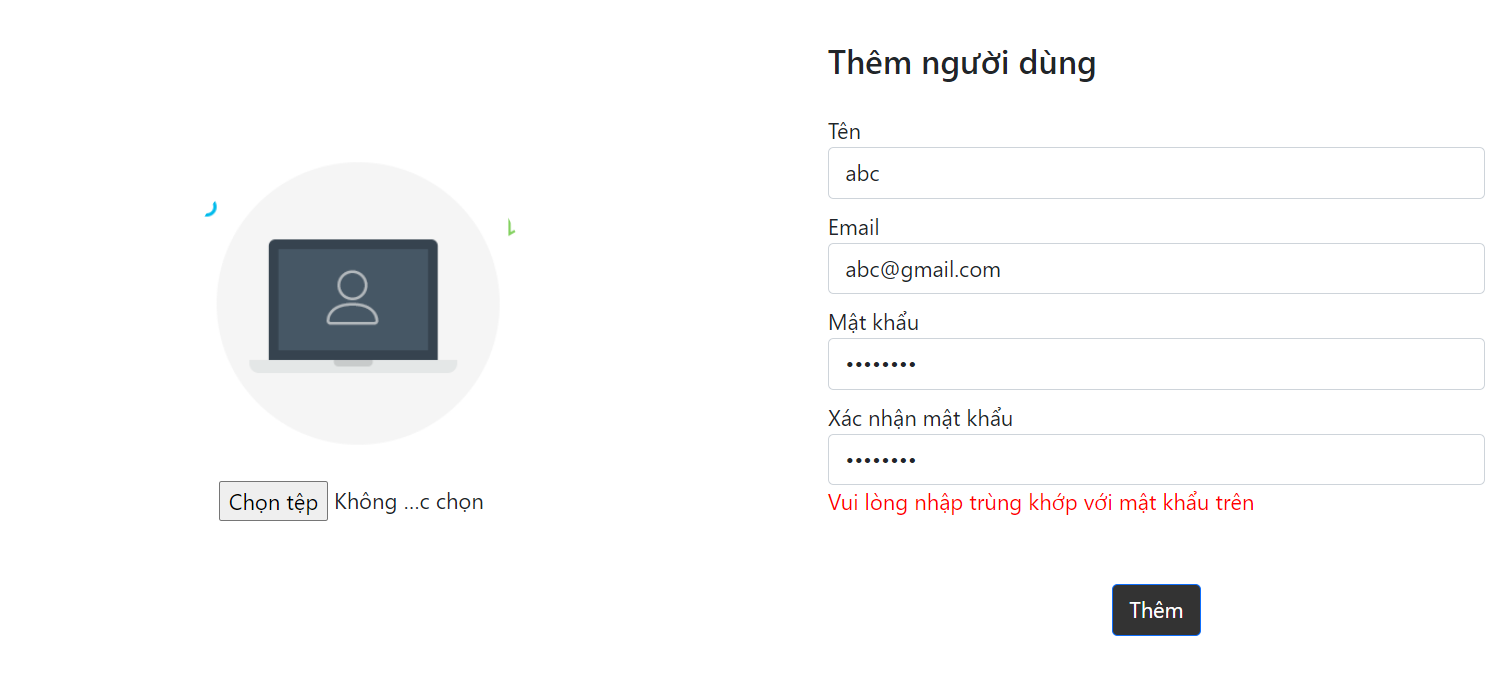 Thêm người dùng
Tên
abc
Email
abc@gmail.com
Mật khẩu
••••••••
Xác nhận mật khẩu
••••••••
Vui lòng nhập trùng khớp với mật khẩu trên
Chọn tệp Không ...c chọn
Thêm